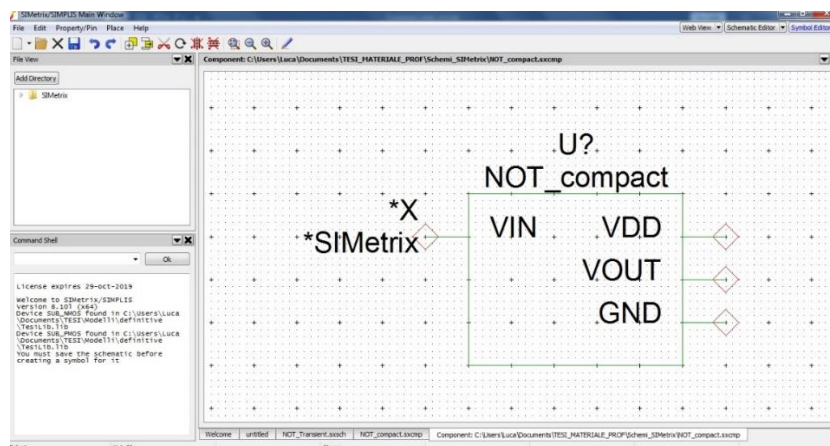 SIMetrix/SIMPLIS Main Window
File Edit Property/Pin Place Help
Web View Schematic Editor Symbol Editor
File View
Component: C:\Users\Luca\Documents\TESI_MATERIALE_PROF\Schemi_SIMetrix\NOT_compact.sxcmp
Add Directory
SIMetrix
U?
NOT_compact
*X
*SIMetrix
VIN
VDD
VOUT
GND
Command Shell
Ok
License expires 29-oct-2019
Welcome to SIMetrix/SIMPLIS
Version 8.10l (x64)
Device SUB_NMOS found in C:\Users\Luca
\Documents\TESI\Modelli\definitive
\TesiLib.lib
Device SUB_PMOS found in C:\Users\Luca
\Documents\TESI\Modelli\definitive
\TesiLib.lib
You must save the schematic before
creating a symbol for it
Welcome untitled NOT_Transient.sxsch NOT_compact.sxcmp Component: C:\Users\Luca\Documents\TESI_MATERIALE_PROF\Schemi_SIMetrix\NOT_compact.sxcmp